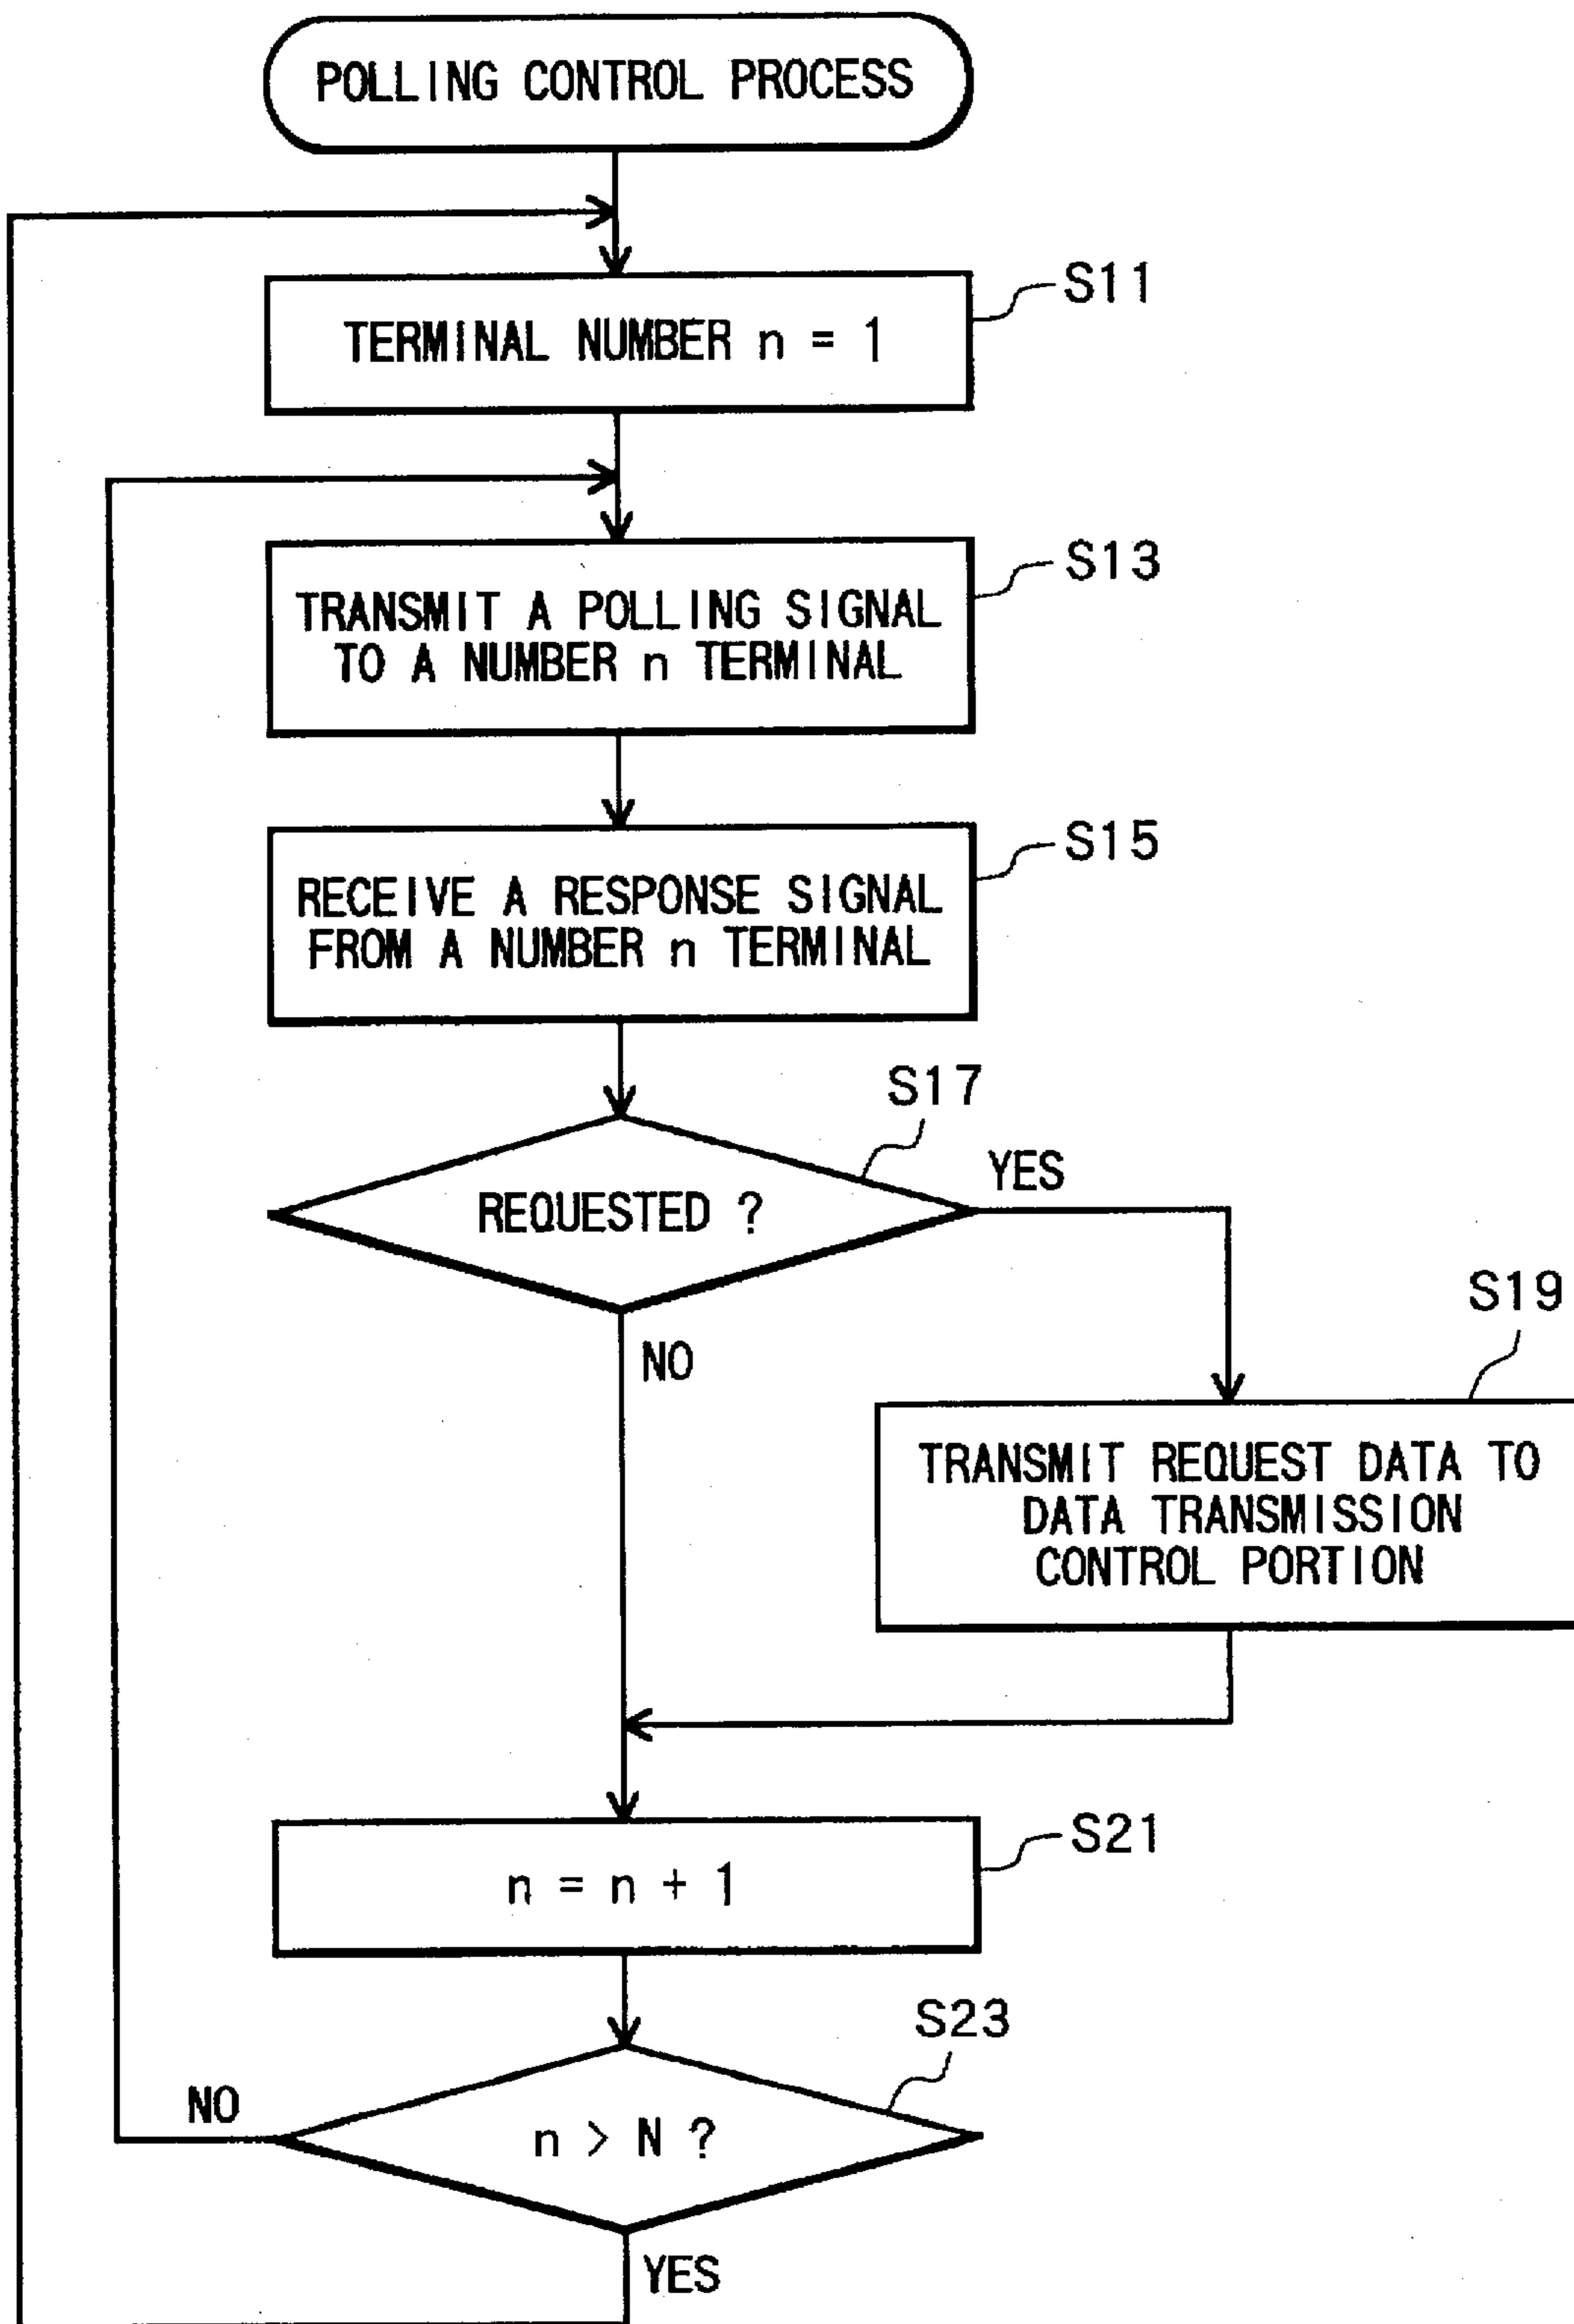 POLLING CONTROL PROCESS
S11
TERMINAL NUMBER n = 1
S13
TRANSMIT A POLLING SIGNAL
TO A NUMBER n TERMINAL
S15
RECEIVE A RESPONSE SIGNAL
FROM A NUMBER n TERMINAL
S17
YES
REQUESTED ?
NO
S19
TRANSMIT REQUEST DATA TO
DATA TRANSMISSION
CONTROL PORTION
S21
n = n + 1
S23
NO
n > N ?
YES